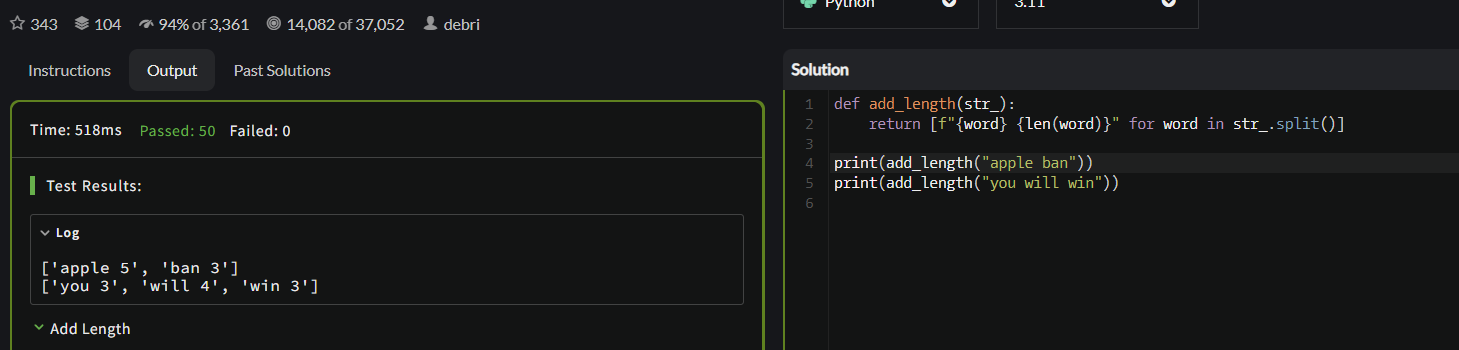 343 104 94% of 3,361 14,082 of 37,052 debri
Python 3.11
Instructions Output Past Solutions
Time: 518ms Passed: 50 Failed: 0
Test Results:
Log
['apple 5', 'ban 3']
['you 3', 'will 4', 'win 3']
Add Length
Solution
1 def add_length(str_):
2     return [f"{word} {len(word)}" for word in str_.split()]
3
4 print(add_length("apple ban"))
5 print(add_length("you will win"))
6